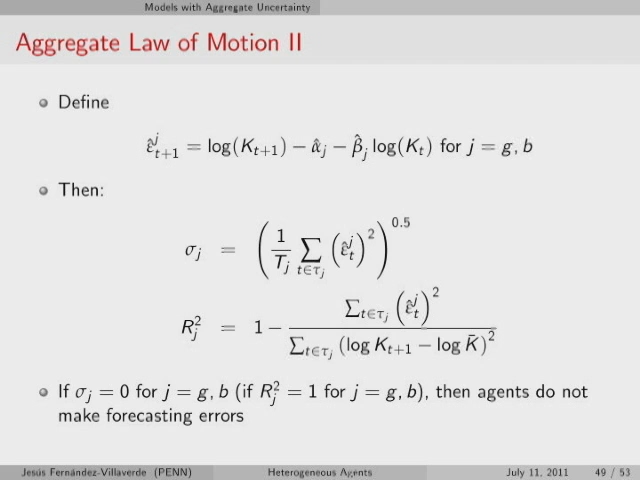 Models with Aggregate Uncertainty
Aggregate Law of Motion II
Define
ε̂^j_{t+1} = log(K_{t+1}) − α̂_j − β̂_j log(K_t) for j = g, b
Then:
σ_j = ( 1/T_j ∑_{t∈τ_j} (ε̂^j_t)^2 )^{0.5}
R^2_j = 1 − ∑_{t∈τ_j} (ε̂^j_t)^2 / ∑_{t∈τ_j} (log K_{t+1} − log K̄)^2
If σ_j = 0 for j = g, b (if R^2_j = 1 for j = g, b), then agents do not
make forecasting errors
Jesús Fernández-Villaverde (PENN) Heterogeneous Agents July 11, 2011 49 / 53